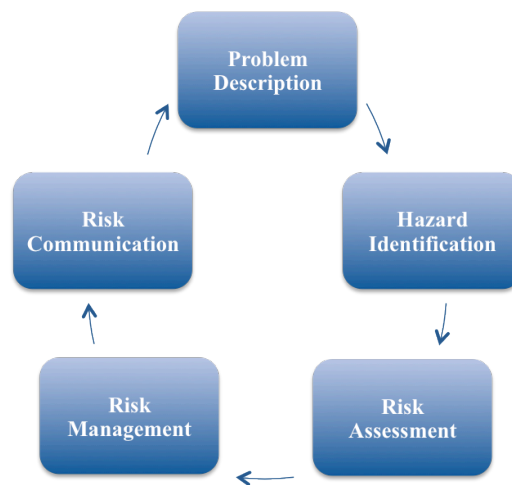 Problem
Description
Hazard
Identification
Risk
Assessment
Risk
Management
Risk
Communication